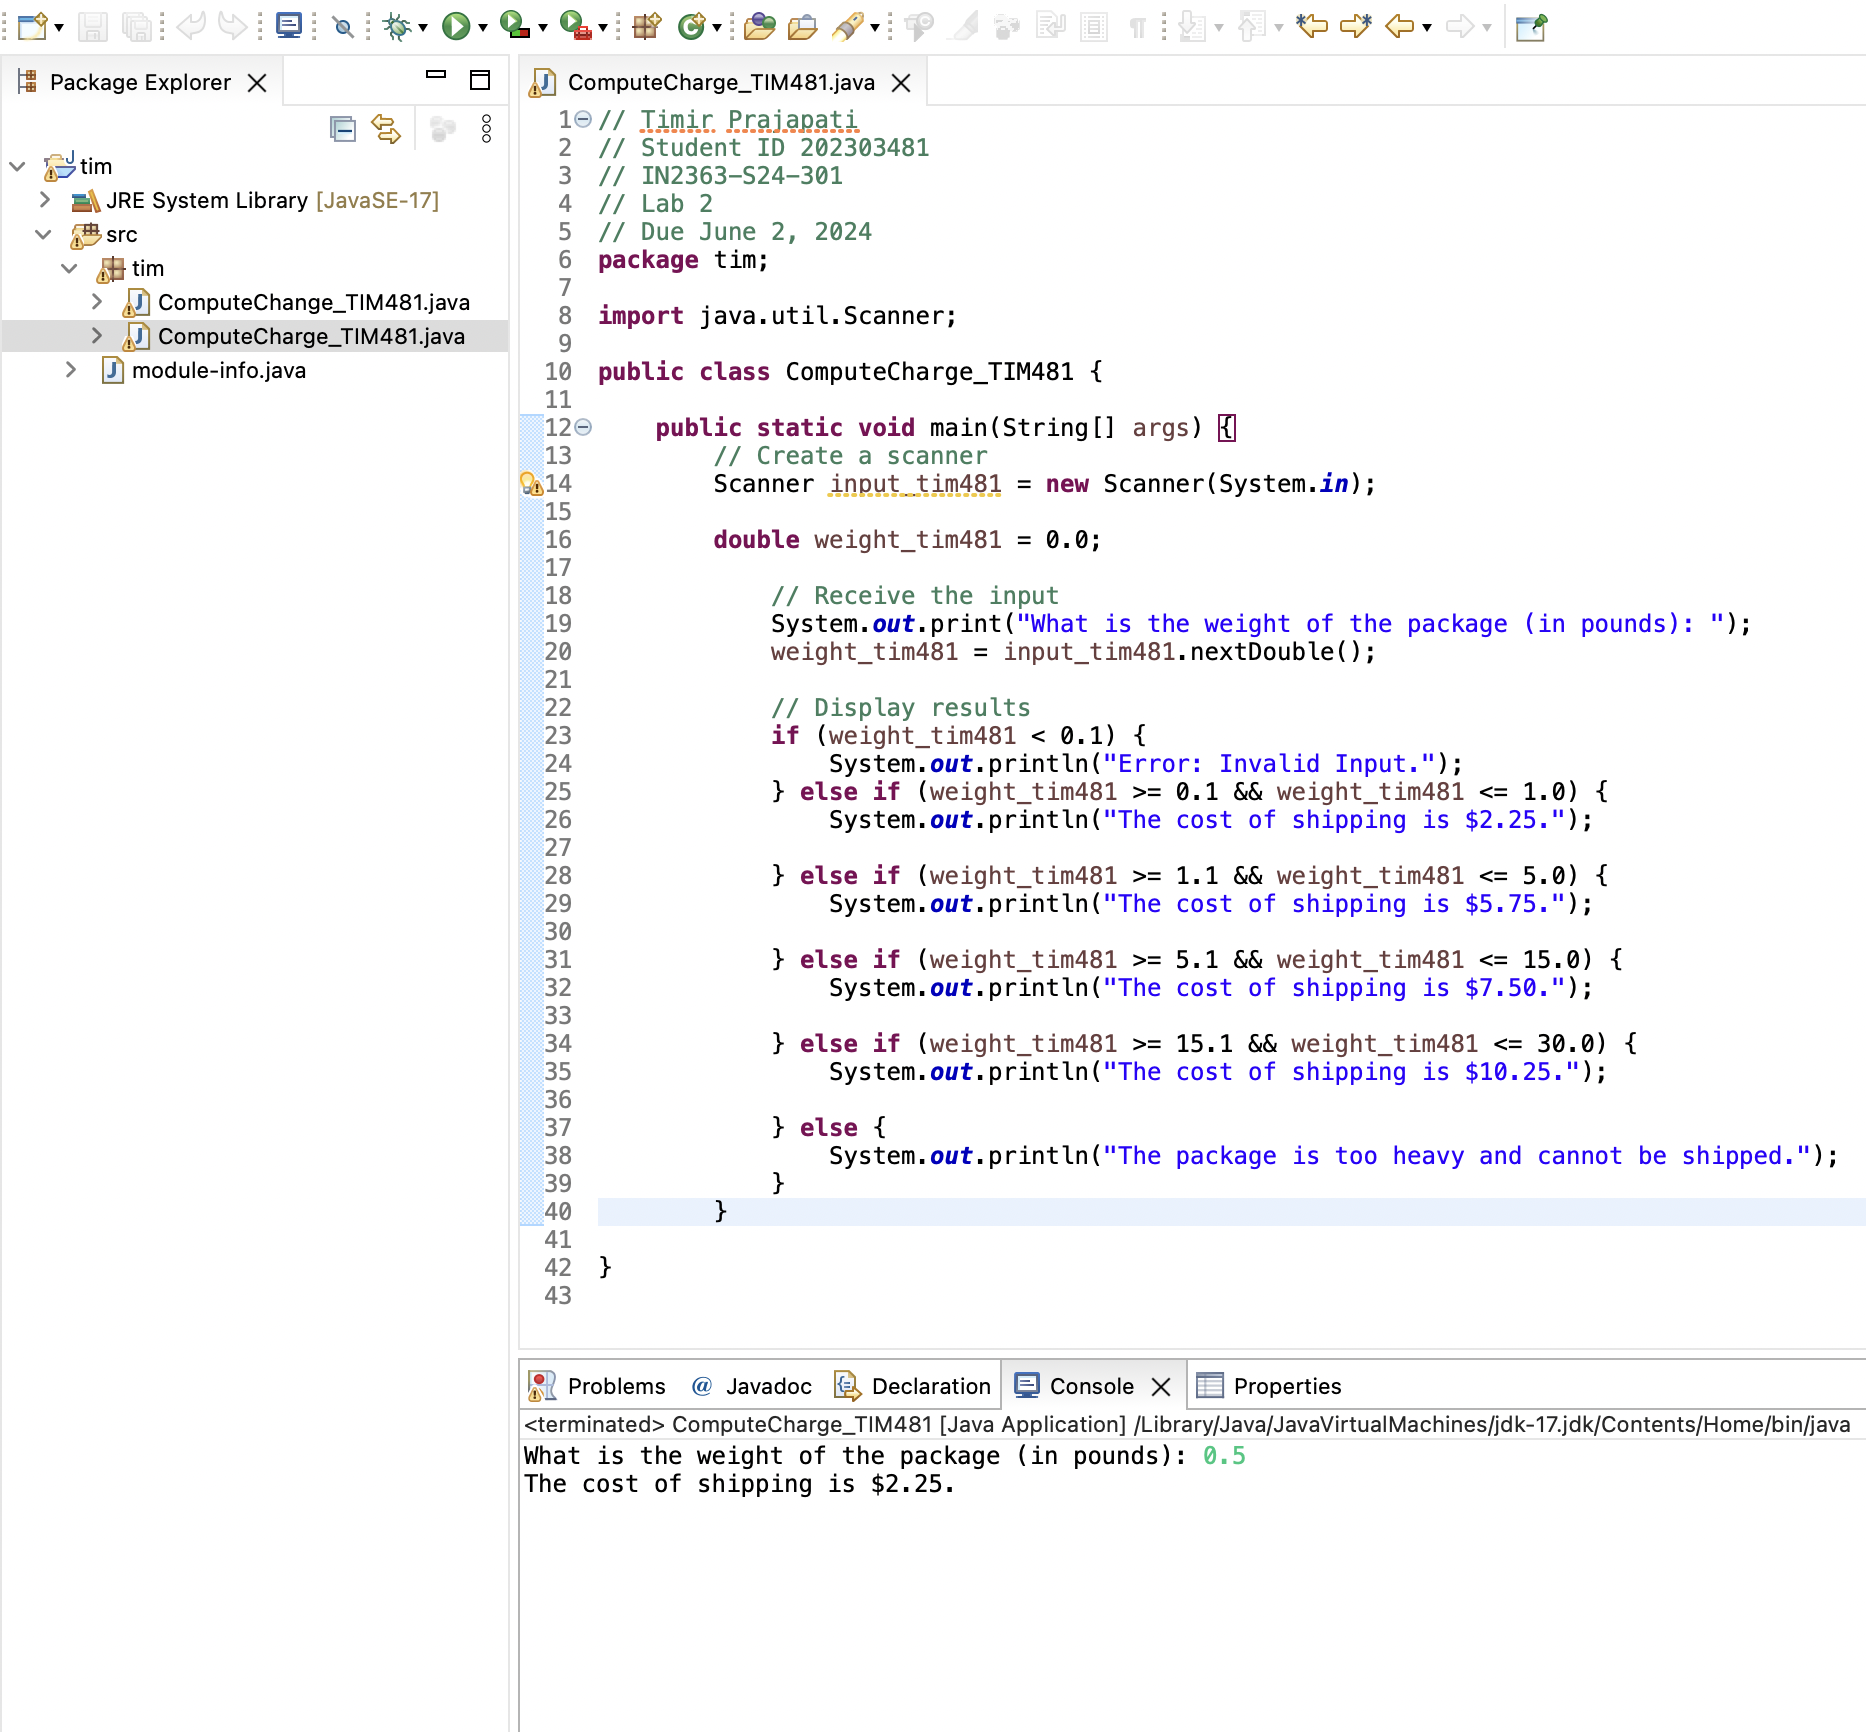 Package Explorer
tim
JRE System Library [JavaSE-17]
src
tim
ComputeChange_TIM481.java
ComputeCharge_TIM481.java
module-info.java
ComputeCharge_TIM481.java
1 // Timir Prajapati
2 // Student ID 202303481
3 // IN2363-S24-301
4 // Lab 2
5 // Due June 2, 2024
6 package tim;
7
8 import java.util.Scanner;
9
10 public class ComputeCharge_TIM481 {
11
12     public static void main(String[] args) {
13         // Create a scanner
14         Scanner input_tim481 = new Scanner(System.in);
15
16         double weight_tim481 = 0.0;
17
18             // Receive the input
19             System.out.print("What is the weight of the package (in pounds): ");
20             weight_tim481 = input_tim481.nextDouble();
21
22             // Display results
23             if (weight_tim481 < 0.1) {
24                 System.out.println("Error: Invalid Input.");
25             } else if (weight_tim481 >= 0.1 && weight_tim481 <= 1.0) {
26                 System.out.println("The cost of shipping is $2.25.");
27
28             } else if (weight_tim481 >= 1.1 && weight_tim481 <= 5.0) {
29                 System.out.println("The cost of shipping is $5.75.");
30
31             } else if (weight_tim481 >= 5.1 && weight_tim481 <= 15.0) {
32                 System.out.println("The cost of shipping is $7.50.");
33
34             } else if (weight_tim481 >= 15.1 && weight_tim481 <= 30.0) {
35                 System.out.println("The cost of shipping is $10.25.");
36
37             } else {
38                 System.out.println("The package is too heavy and cannot be shipped.");
39             }
40         }
41
42 }
43
Problems @ Javadoc Declaration Console Properties
<terminated> ComputeCharge_TIM481 [Java Application] /Library/Java/JavaVirtualMachines/jdk-17.jdk/Contents/Home/bin/java
What is the weight of the package (in pounds): 0.5
The cost of shipping is $2.25.